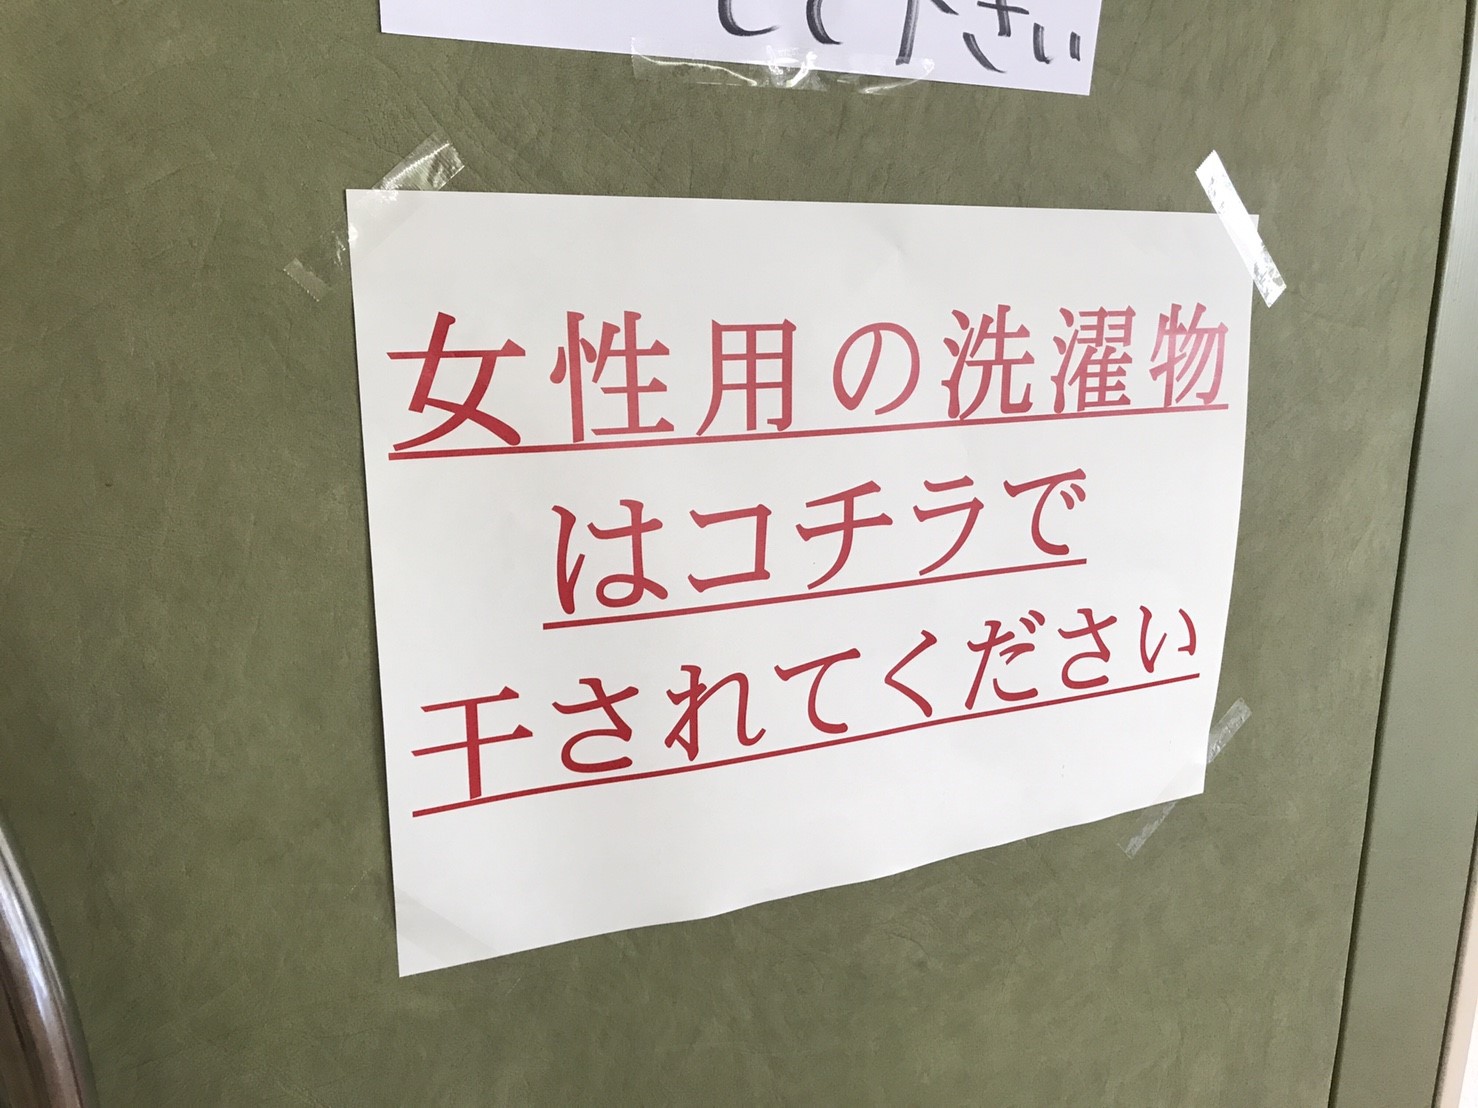 して下さい
女性用の洗濯物
はコチラで
干されてください